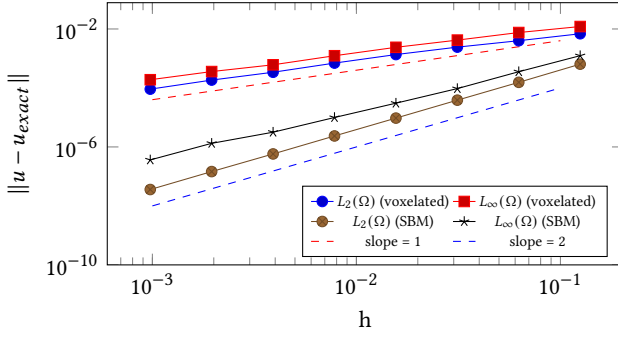 10−2
10−6
10−10
∥u − uexact∥
L2(Ω) (voxelated) L∞(Ω) (voxelated)
L2(Ω) (SBM) L∞(Ω) (SBM)
slope = 1 slope = 2
10−3 10−2 10−1
h